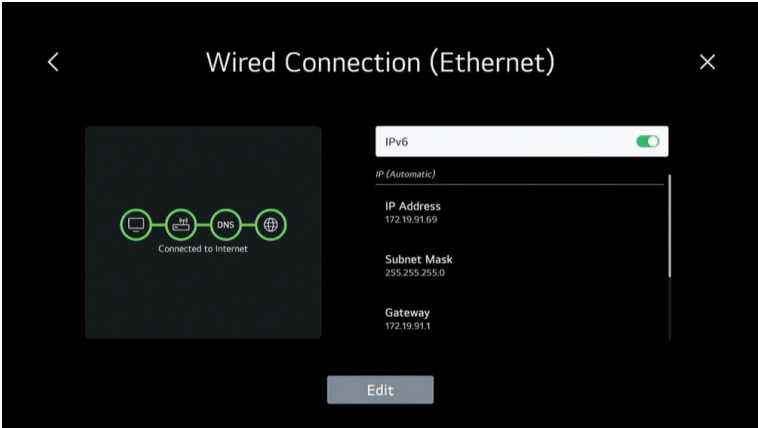 Wired Connection (Ethernet)
IPv6
IP (Automatic)
IP Address
172.19.91.69
Subnet Mask
255.255.255.0
Gateway
172.19.91.1
DNS
Connected to Internet
Edit